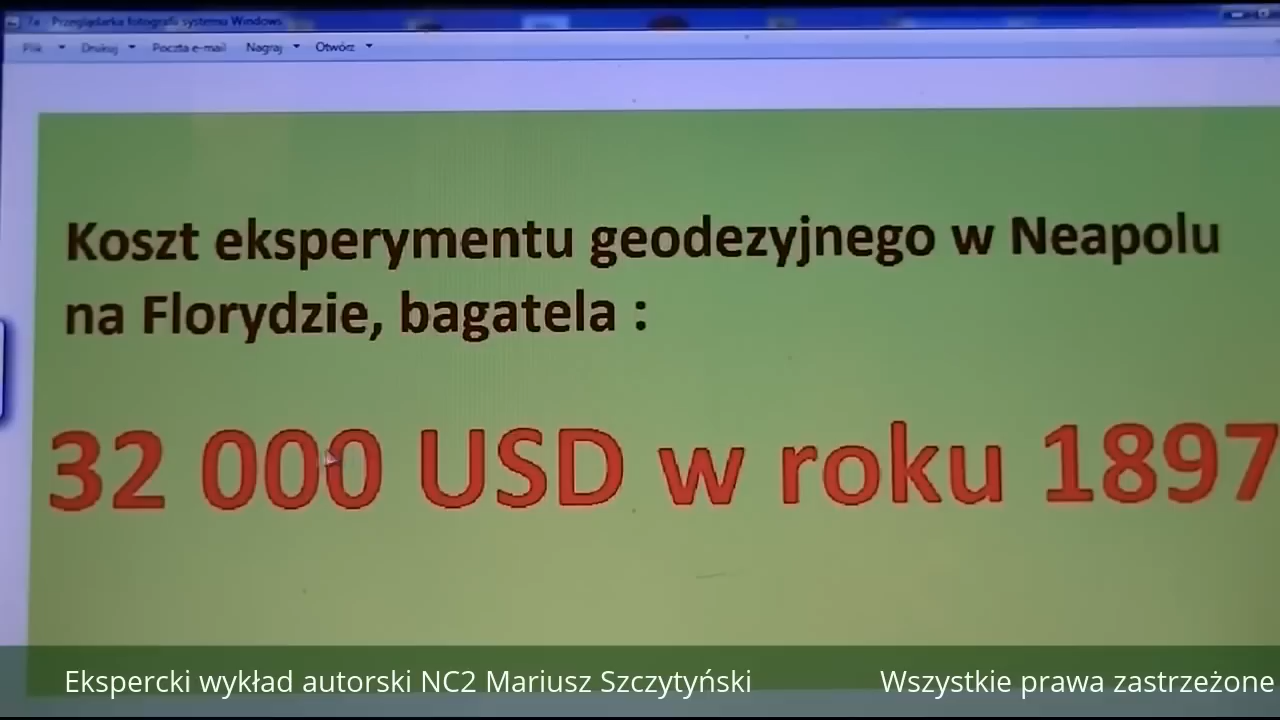 7a - Przeglądarka fotografii systemu Windows
Plik Drukuj Poczta e-mail Nagraj Otwórz
Koszt eksperymentu geodezyjnego w Neapolu
na Florydzie, bagatela :
32 000 USD w roku 1897
Ekspercki wykład autorski NC2 Mariusz Szczytyński Wszystkie prawa zastrzeżone